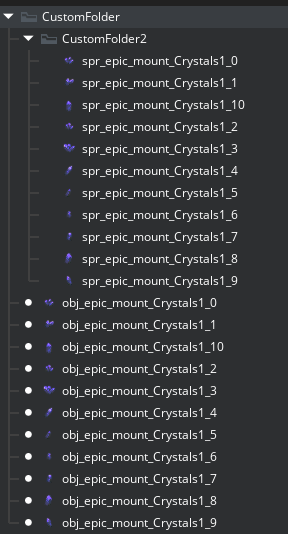 CustomFolder
CustomFolder2
spr_epic_mount_Crystals1_0
spr_epic_mount_Crystals1_1
spr_epic_mount_Crystals1_10
spr_epic_mount_Crystals1_2
spr_epic_mount_Crystals1_3
spr_epic_mount_Crystals1_4
spr_epic_mount_Crystals1_5
spr_epic_mount_Crystals1_6
spr_epic_mount_Crystals1_7
spr_epic_mount_Crystals1_8
spr_epic_mount_Crystals1_9
obj_epic_mount_Crystals1_0
obj_epic_mount_Crystals1_1
obj_epic_mount_Crystals1_10
obj_epic_mount_Crystals1_2
obj_epic_mount_Crystals1_3
obj_epic_mount_Crystals1_4
obj_epic_mount_Crystals1_5
obj_epic_mount_Crystals1_6
obj_epic_mount_Crystals1_7
obj_epic_mount_Crystals1_8
obj_epic_mount_Crystals1_9